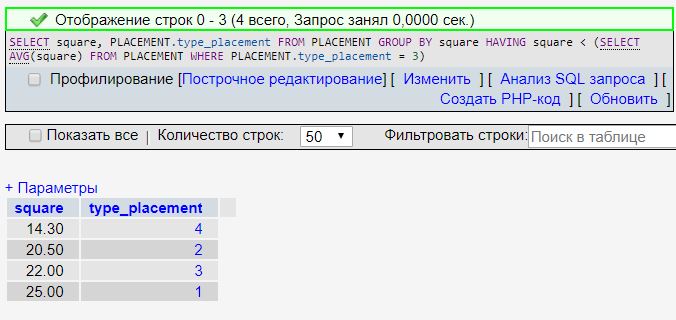 Отображение строк 0 - 3 (4 всего, Запрос занял 0,0000 сек.)
SELECT square, PLACEMENT.type_placement FROM PLACEMENT GROUP BY square HAVING square < (SELECT
AVG(square) FROM PLACEMENT WHERE PLACEMENT.type_placement = 3)
Профилирование [Построчное редактирование] [ Изменить ] [ Анализ SQL запроса ] [
Создать PHP-код ] [ Обновить ]
Показать все | Количество строк: 50 Фильтровать строки: Поиск в таблице
+ Параметры
square type_placement
14.30 4
20.50 2
22.00 3
25.00 1